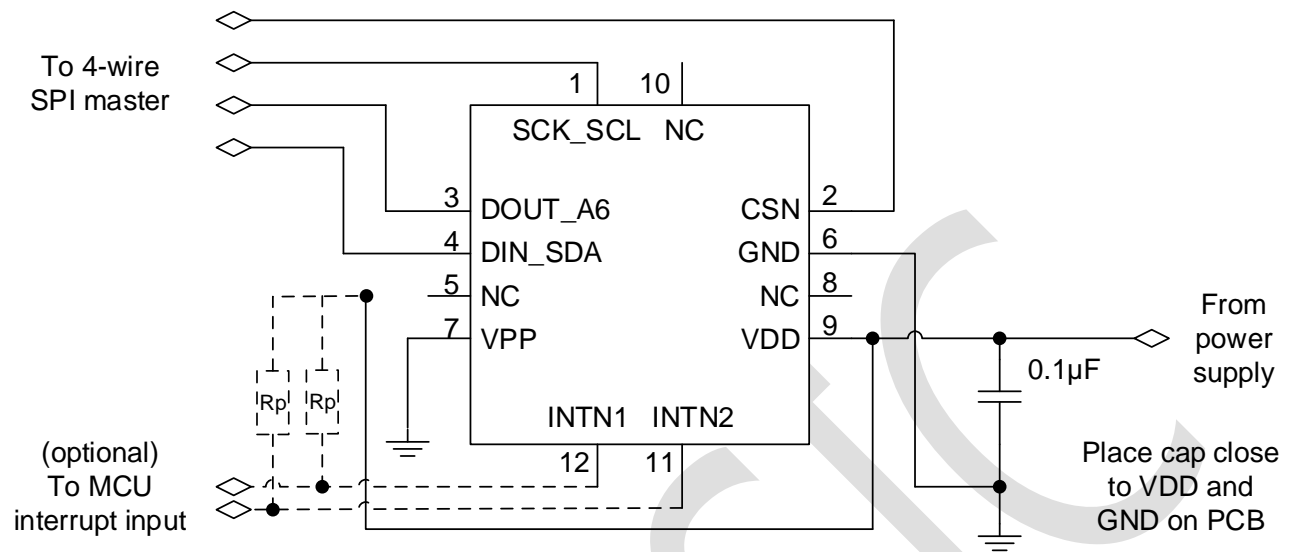 To 4-wire
SPI master
1
10
SCK_SCL NC
3
DOUT_A6
CSN
2
4
DIN_SDA
GND
6
5
NC
NC
8
7
VPP
VDD
9
From
power
supply
0.1µF
Rp
Rp
INTN1 INTN2
12
11
(optional)
To MCU
interrupt input
Place cap close
to VDD and
GND on PCB